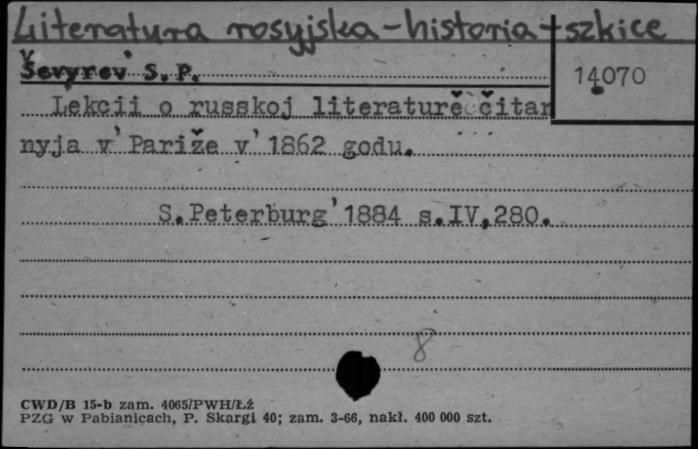 Literatura rosyjska-historia+szkice
Ševyrev' S.P.
14070
Lekcii o russkoj literaturě čitan
nyja v' Pariže v' 1862 godu.
S.Peterburg' 1884 s.IV,280.
8
CWD/B 15-b zam. 4065/PWH/Łź
PZG w Pabianicach, P. Skargi 40; zam. 3-66, nakł. 400 000 szt.